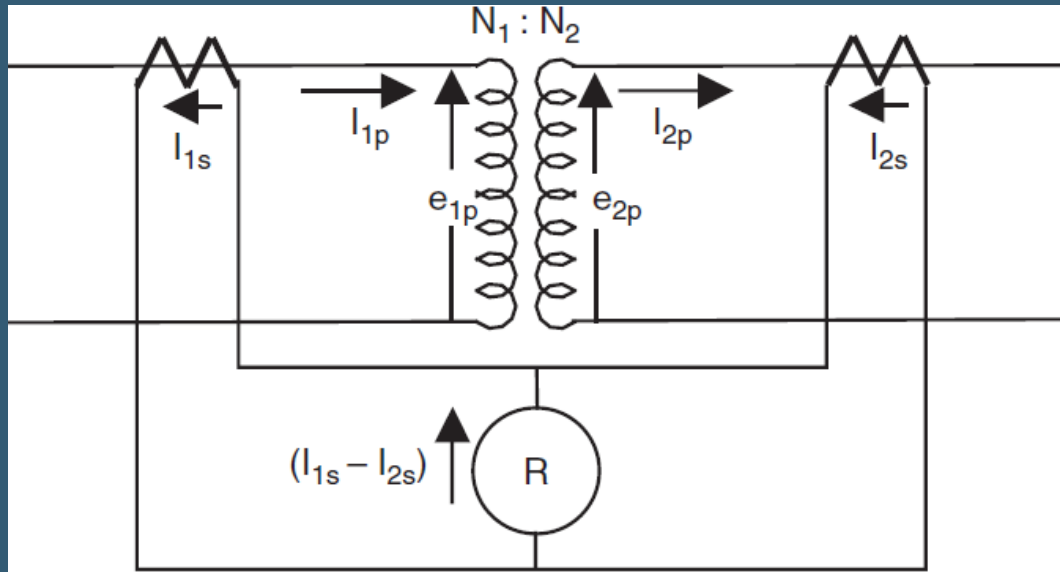 N₁ : N₂
I₁ₛ
I₁ₚ
e₁ₚ
e₂ₚ
I₂ₚ
I₂ₛ
(I₁ₛ – I₂ₛ)
R